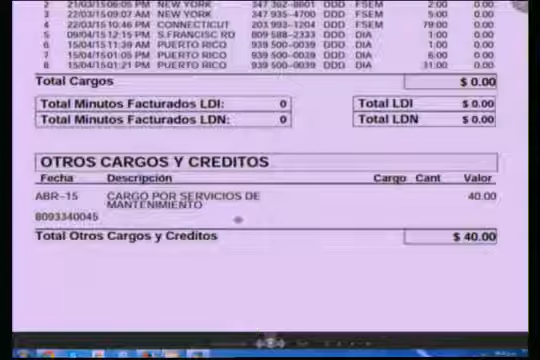 2 21/03/15 06:05 PM NEW YORK 347 362-8801 DDD FSEM 2:00 0.00
3 22/03/15 09:07 AM NEW YORK 347 935-4700 DDD FSEM 5:00 0.00
4 22/03/15 10:46 PM CONNECTICUT 203 993-1204 DDD FSEM 79:00 0.00
5 09/04/15 12:15 PM S.FRANCISC RD 809 588-2333 DDD DIA 1:00 0.00
6 15/04/15 11:39 AM PUERTO RICO 939 500-0039 DDD DIA 1:00 0.00
7 15/04/15 01:05 PM PUERTO RICO 939 500-0039 DDD DIA 6:00 0.00
8 15/04/15 01:21 PM PUERTO RICO 939 500-0039 DDD DIA 31:00 0.00
Total Cargos $ 0.00
Total Minutos Facturados LDI: 0 Total LDI $ 0.00
Total Minutos Facturados LDN: 0 Total LDN $ 0.00
OTROS CARGOS Y CREDITOS
Fecha Descripción Cargo Cant Valor
ABR-15 CARGO POR SERVICIOS DE 40.00
MANTENIMIENTO
8093340045
Total Otros Cargos y Creditos $ 40.00